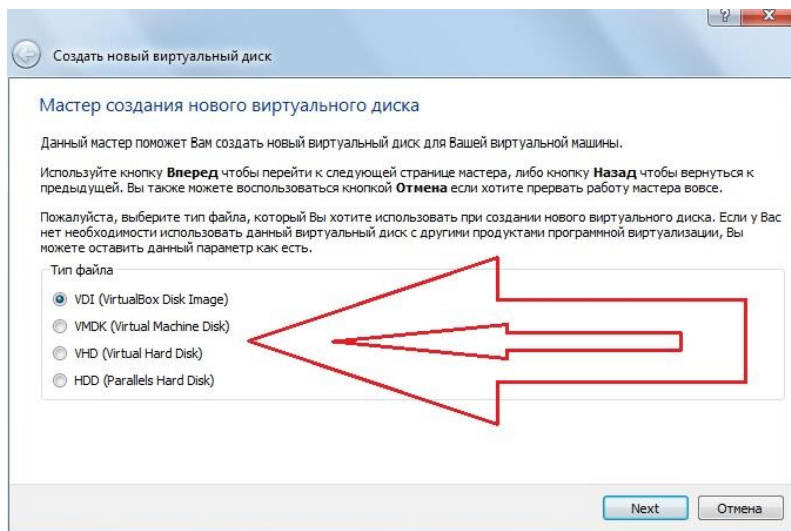 Создать новый виртуальный диск
Мастер создания нового виртуального диска
Данный мастер поможет Вам создать новый виртуальный диск для Вашей виртуальной машины.
Используйте кнопку Вперед чтобы перейти к следующей странице мастера, либо кнопку Назад чтобы вернуться к
предыдущей. Вы также можете воспользоваться кнопкой Отмена если хотите прервать работу мастера вовсе.
Пожалуйста, выберите тип файла, который Вы хотите использовать при создании нового виртуального диска. Если у Вас
нет необходимости использовать данный виртуальный диск с другими продуктами программной виртуализации, Вы
можете оставить данный параметр как есть.
Тип файла
VDI (VirtualBox Disk Image)
VMDK (Virtual Machine Disk)
VHD (Virtual Hard Disk)
HDD (Parallels Hard Disk)
Next Отмена